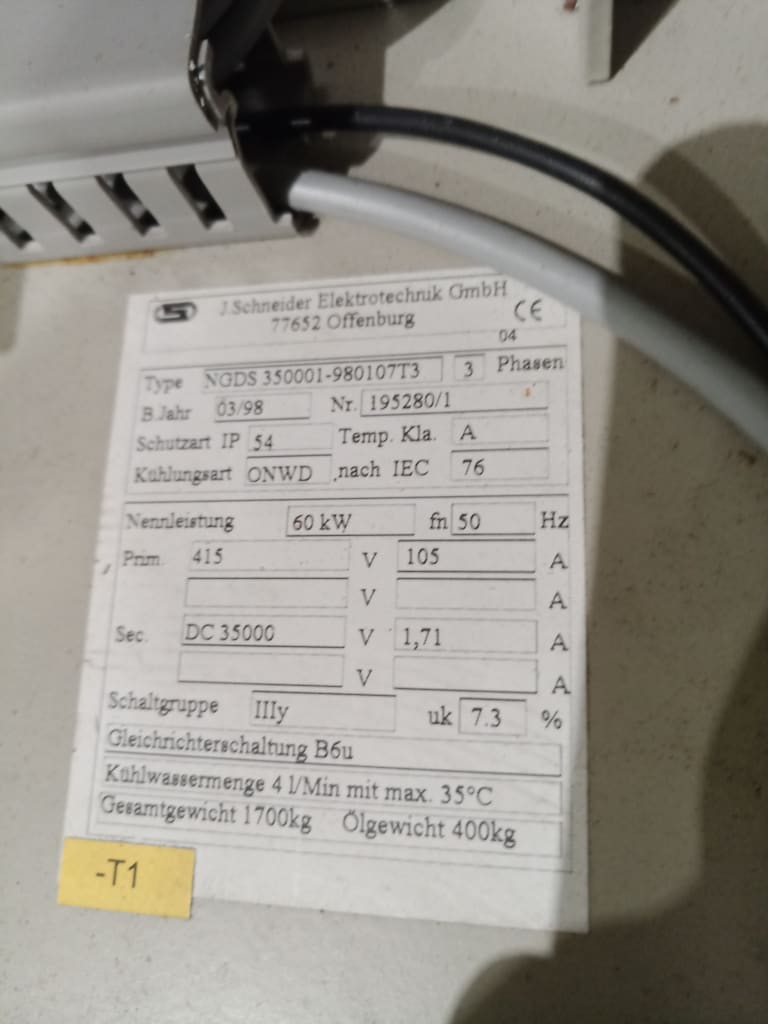 J.Schneider Elektrotechnik GmbH
77652 Offenburg
CE
04
Type NGDS 350001-980107T3 3 Phasen
B.Jahr 03/98 Nr. 195280/1
Schutzart IP 54 Temp. Kla. A
Kühlungsart ONWD ,nach IEC 76
Nennleistung 60 kW fn 50 Hz
Prim. 415 V 105 A
V A
Sec. DC 35000 V 1,71 A
V A
Schaltgruppe IIIy uk 7.3 %
Gleichrichterschaltung B6u
Kühlwassermenge 4 l/Min mit max. 35°C
Gesamtgewicht 1700kg Ölgewicht 400kg
-T1